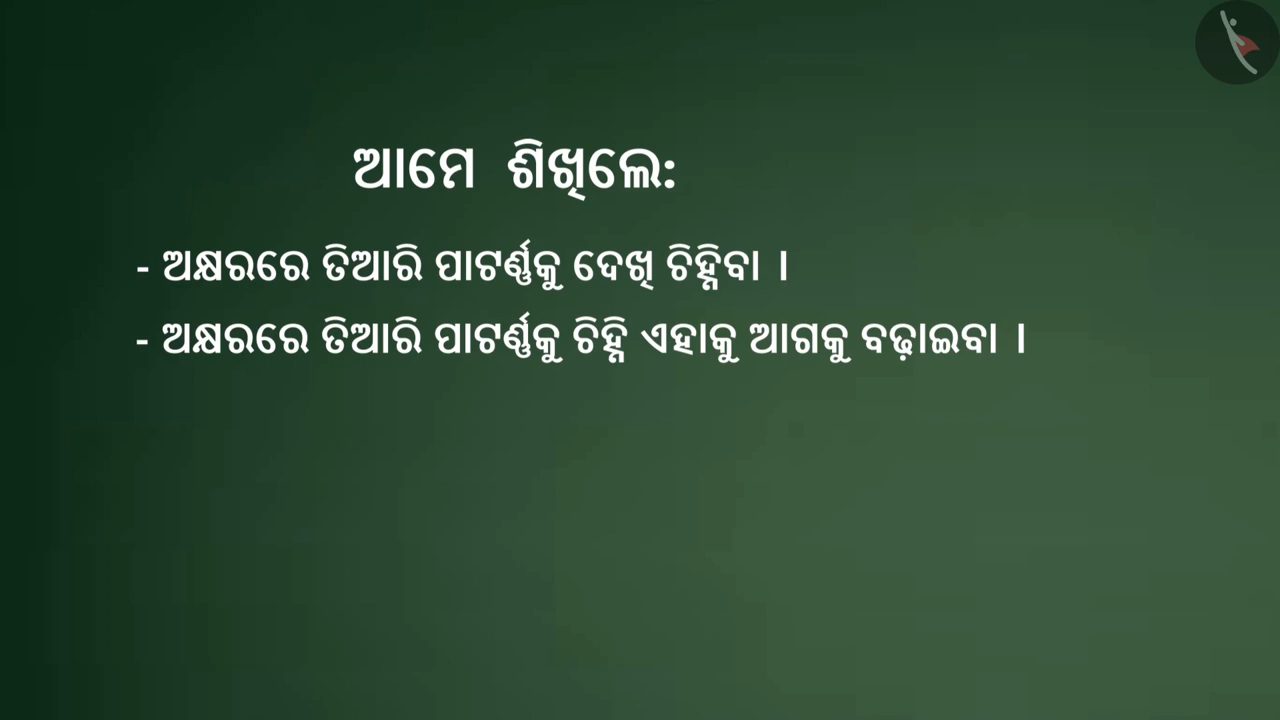 ଆମେ ଶିଖିଲେ:
- ଅକ୍ଷରରେ ତିଆରି ପାଟର୍ଣ୍ଣକୁ ଦେଖି ଚିହ୍ନିବା ।
- ଅକ୍ଷରରେ ତିଆରି ପାଟର୍ଣ୍ଣକୁ ଚିହ୍ନି ଏହାକୁ ଆଗକୁ ବଢ଼ାଇବା ।